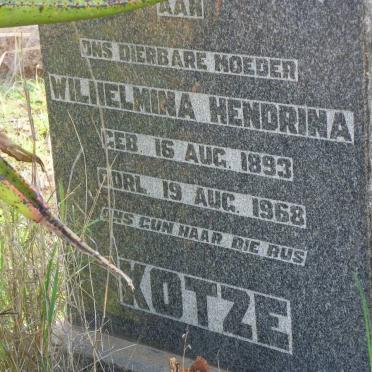 AAN
ONS DIERBARE MOEDER
WILHELMINA HENDRINA
GEB. 16 AUG. 1893
OORL. 19 AUG. 1968
ONS GUN HAAR DIE RUS
KOTZE